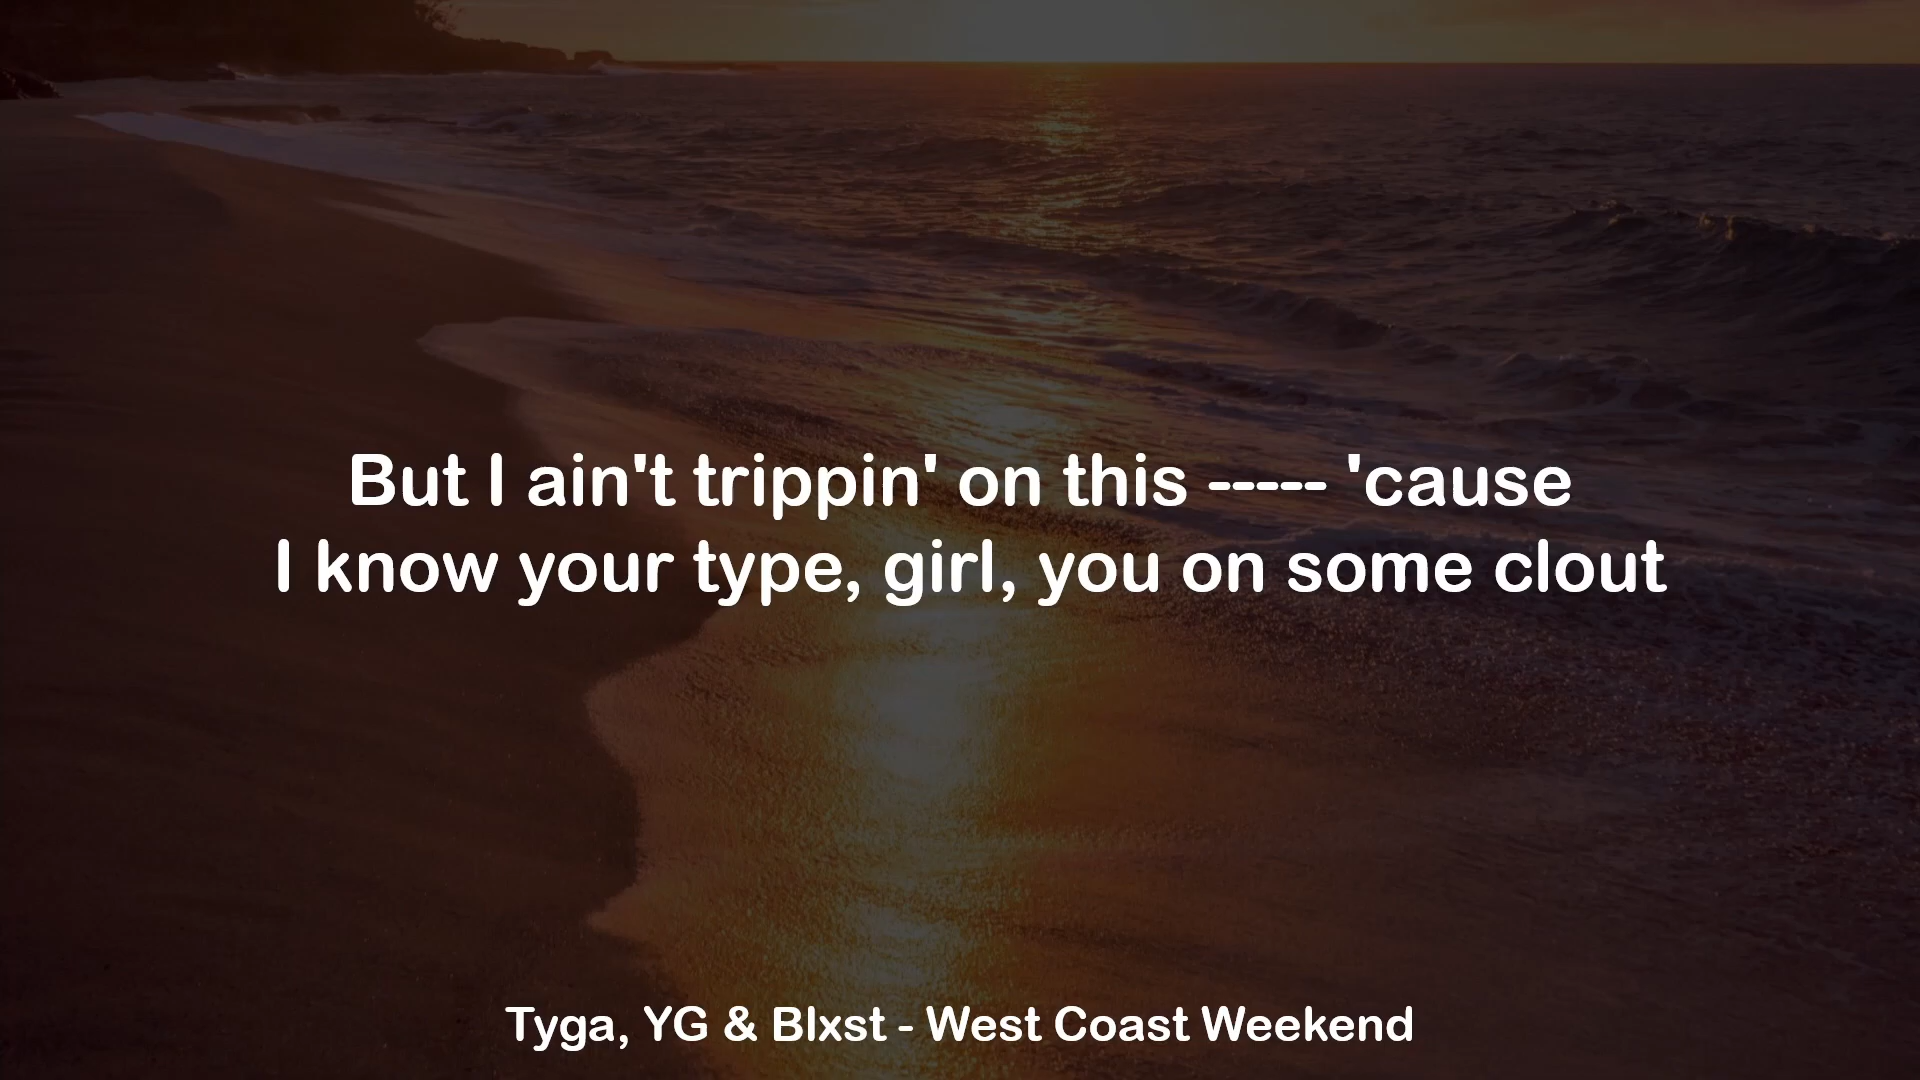 But I ain't trippin' on this ----- 'cause
I know your type, girl, you on some clout
Tyga, YG & Blxst - West Coast Weekend